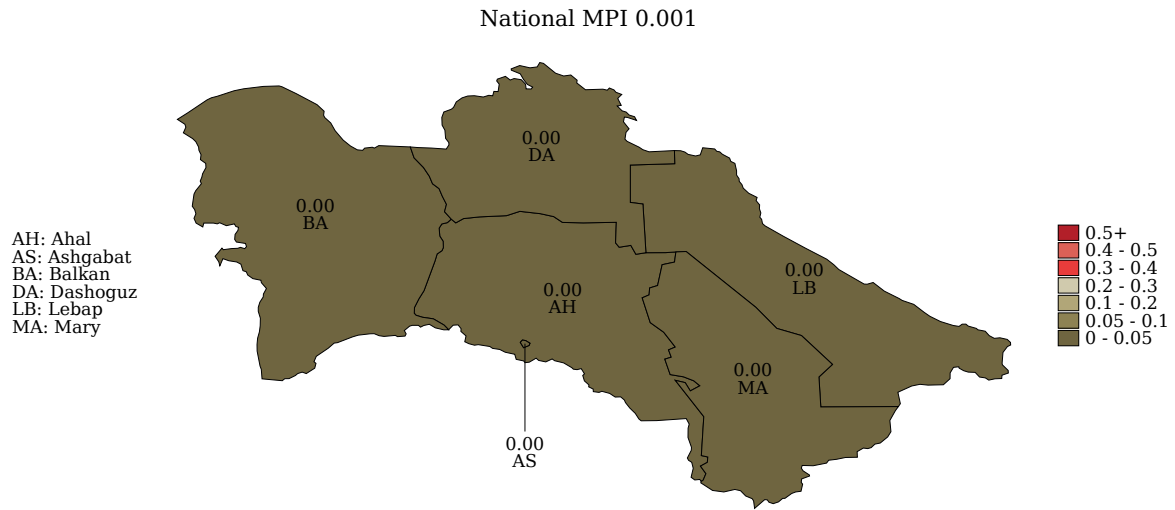 National MPI 0.001
0.00
DA
0.00
BA
0.00
LB
0.00
AH
0.00
MA
0.00
AS
AH: Ahal
AS: Ashgabat
BA: Balkan
DA: Dashoguz
LB: Lebap
MA: Mary
0.5+
0.4 - 0.5
0.3 - 0.4
0.2 - 0.3
0.1 - 0.2
0.05 - 0.1
0 - 0.05